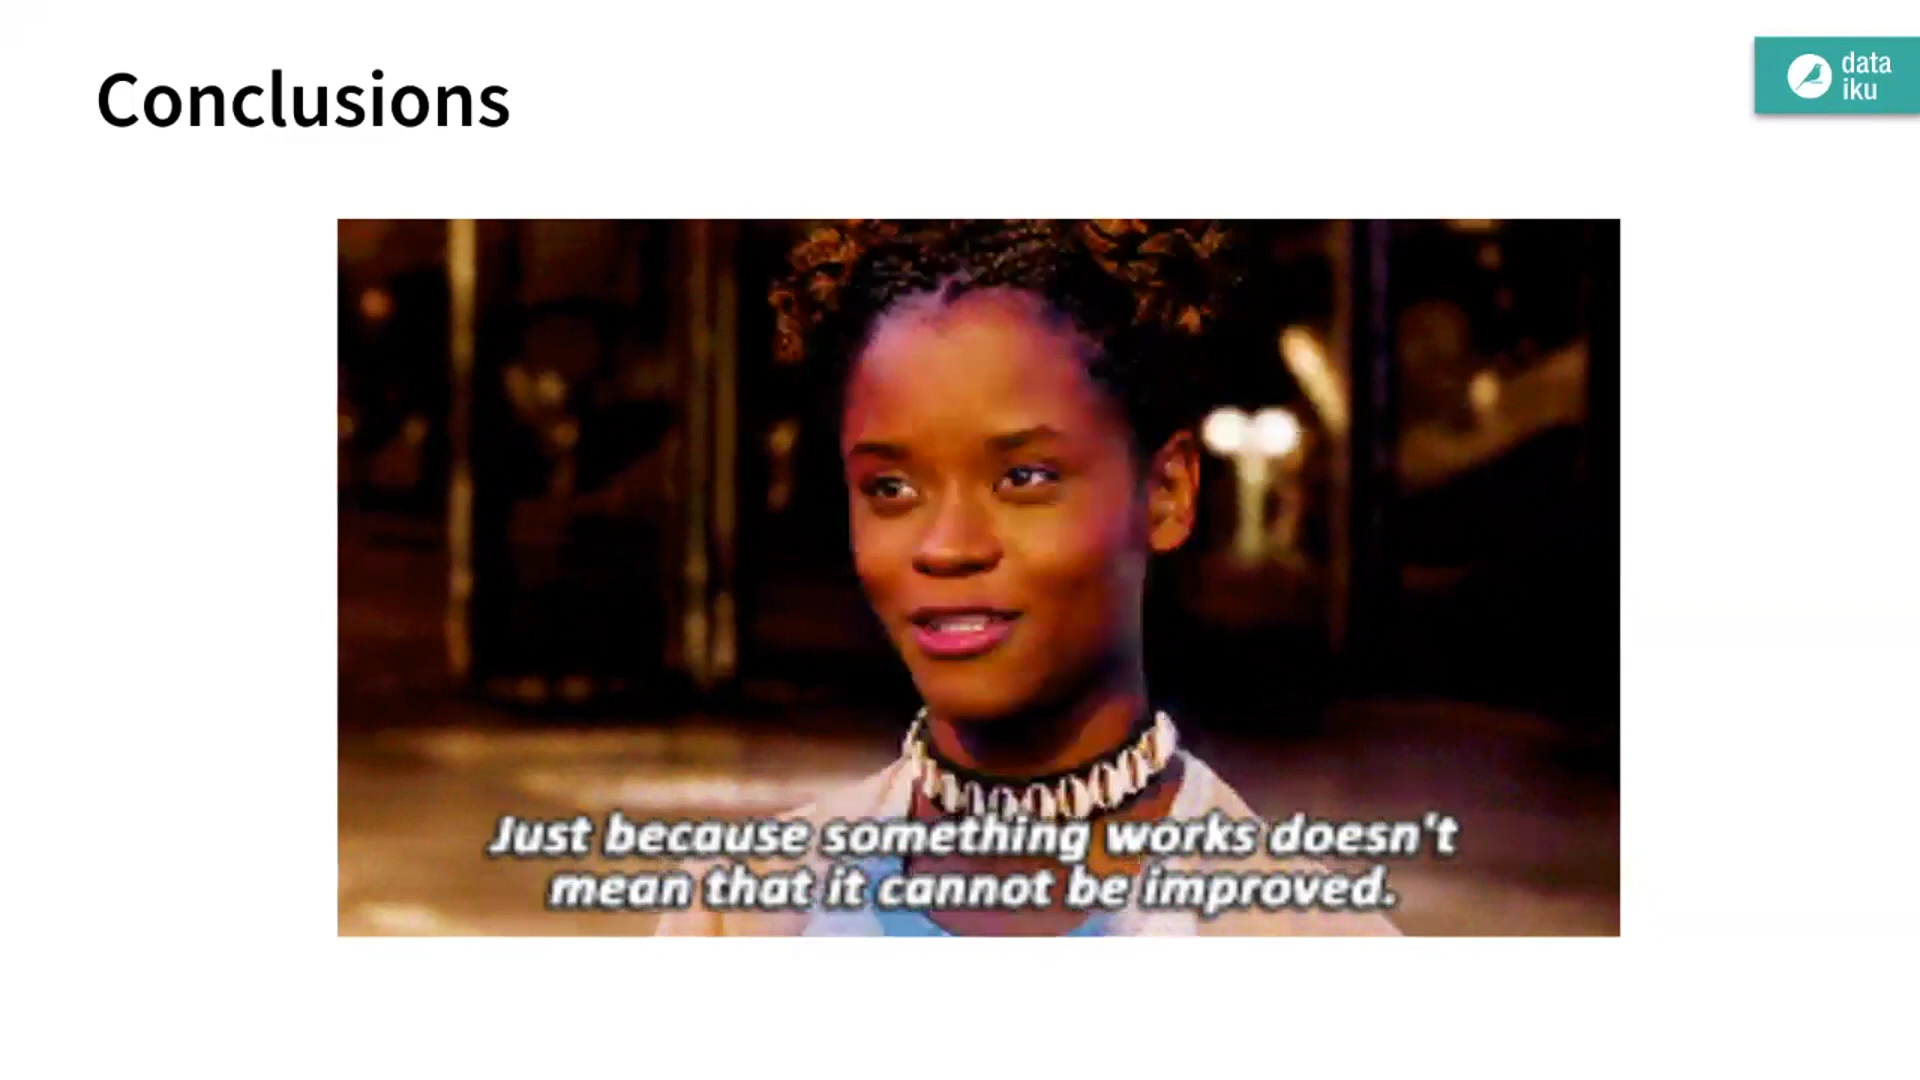 Conclusions
data
iku
Just because something works doesn't
mean that it cannot be improved.